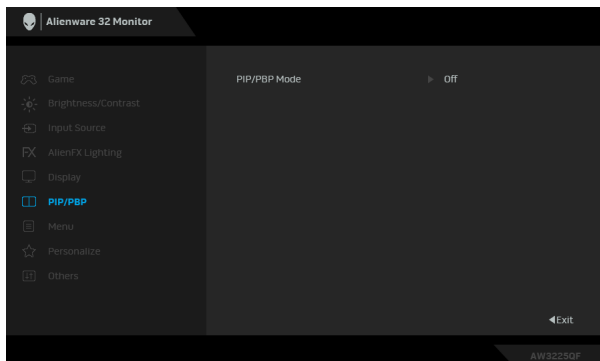 Alienware 32 Monitor
Game
PIP/PBP Mode Off
Brightness/Contrast
Input Source
FX AlienFX Lighting
Display
PIP/PBP
Menu
Personalize
Others
Exit
AW3225QF